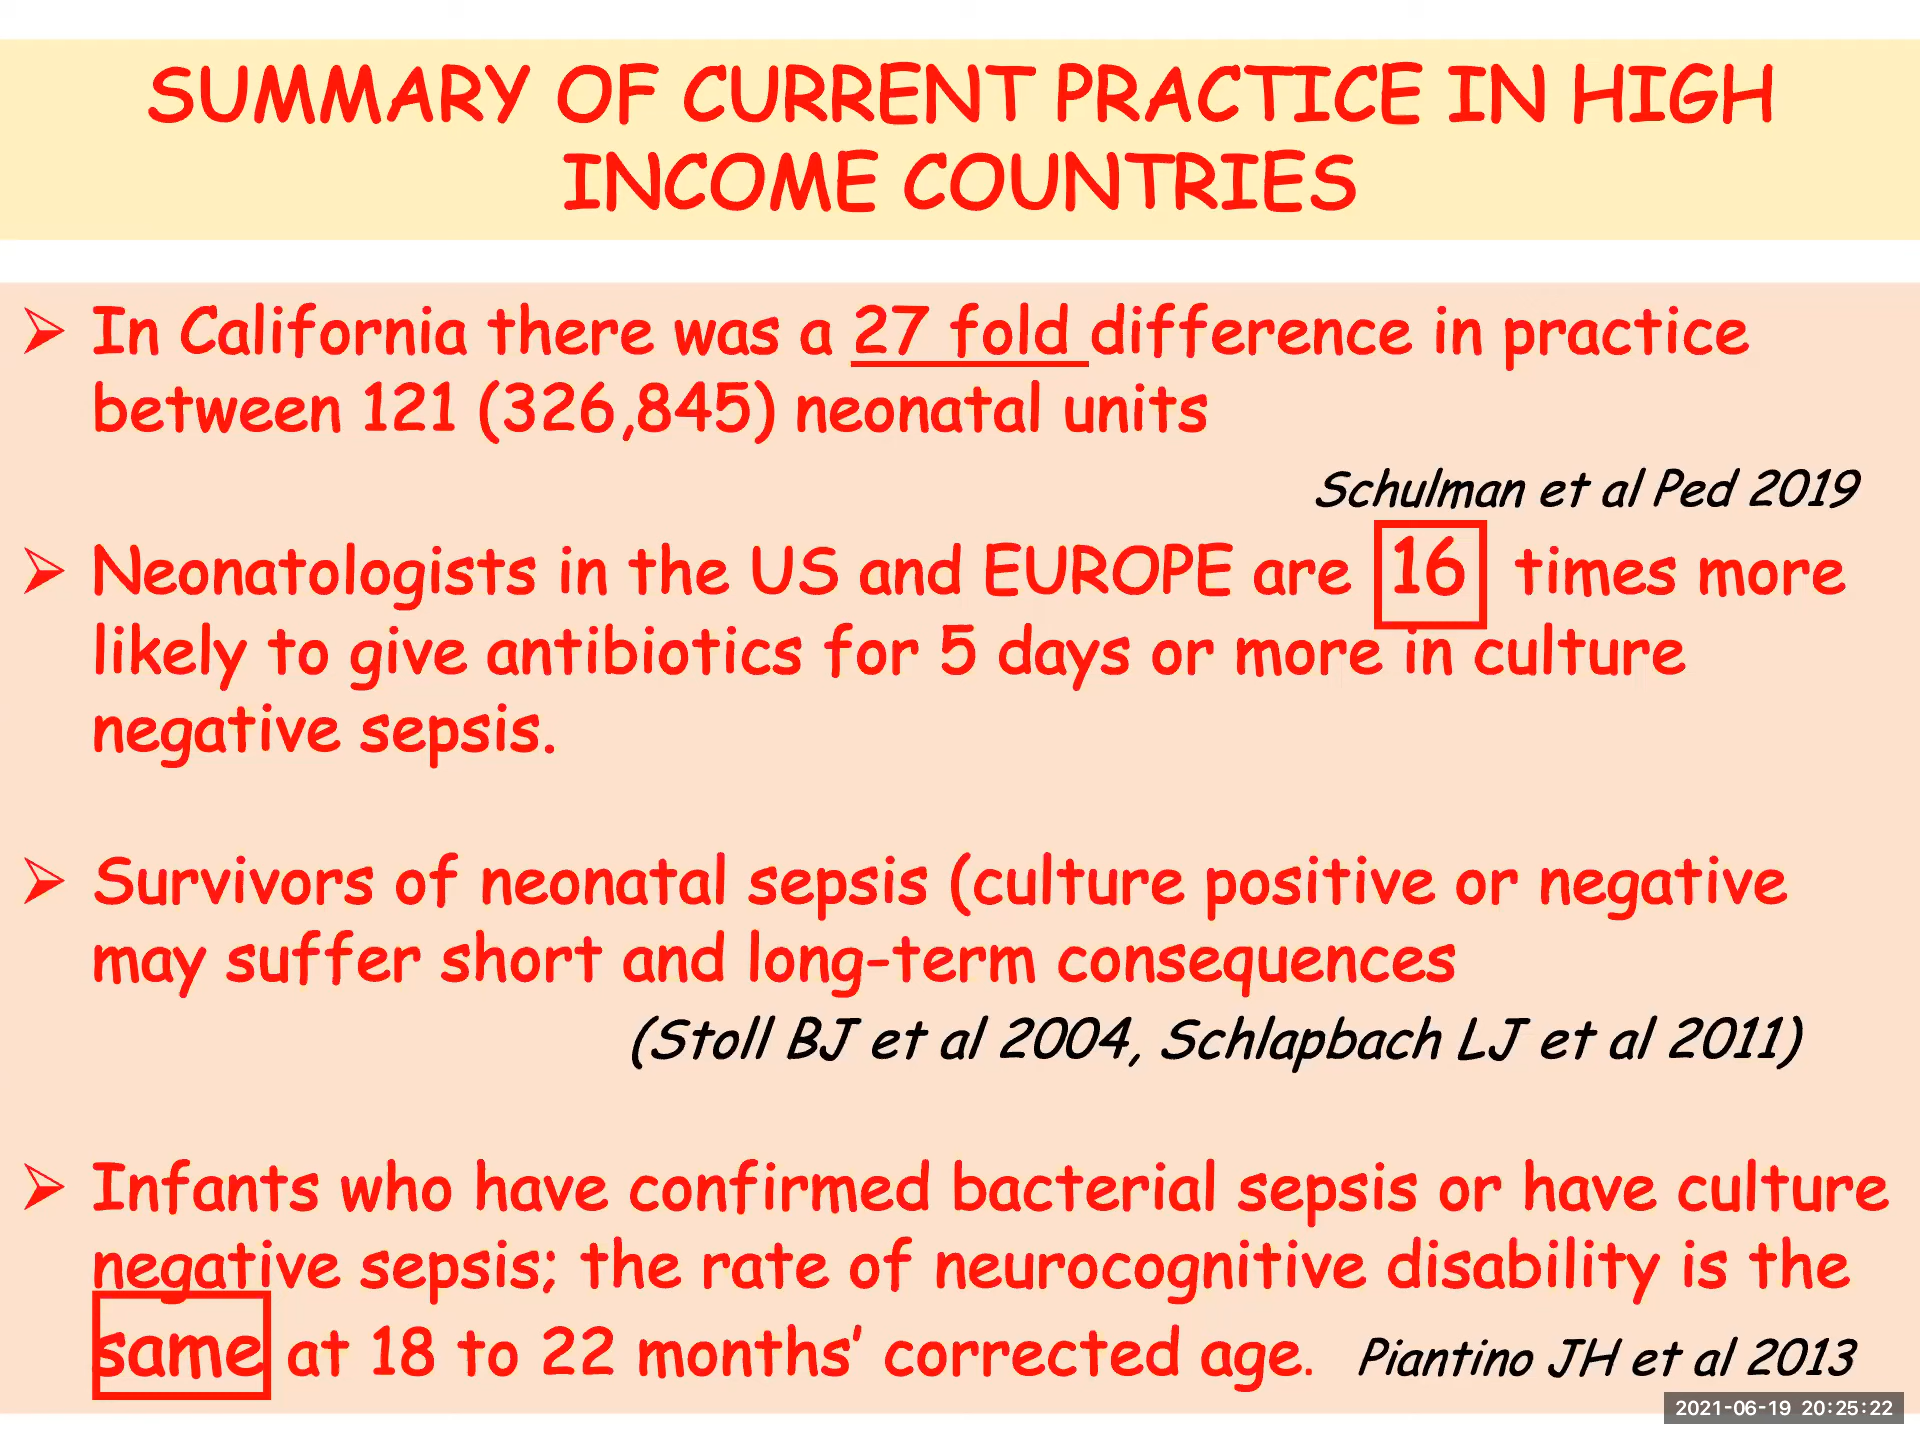 SUMMARY OF CURRENT PRACTICE IN HIGH
INCOME COUNTRIES
➢ In California there was a 27 fold difference in practice
between 121 (326,845) neonatal units
Schulman et al Ped 2019
➢ Neonatologists in the US and EUROPE are 16 times more
likely to give antibiotics for 5 days or more in culture
negative sepsis.
➢ Survivors of neonatal sepsis (culture positive or negative
may suffer short and long-term consequences
(Stoll BJ et al 2004, Schlapbach LJ et al 2011)
➢ Infants who have confirmed bacterial sepsis or have culture
negative sepsis; the rate of neurocognitive disability is the
same at 18 to 22 months’ corrected age. Piantino JH et al 2013
2021-06-19 20:25:22